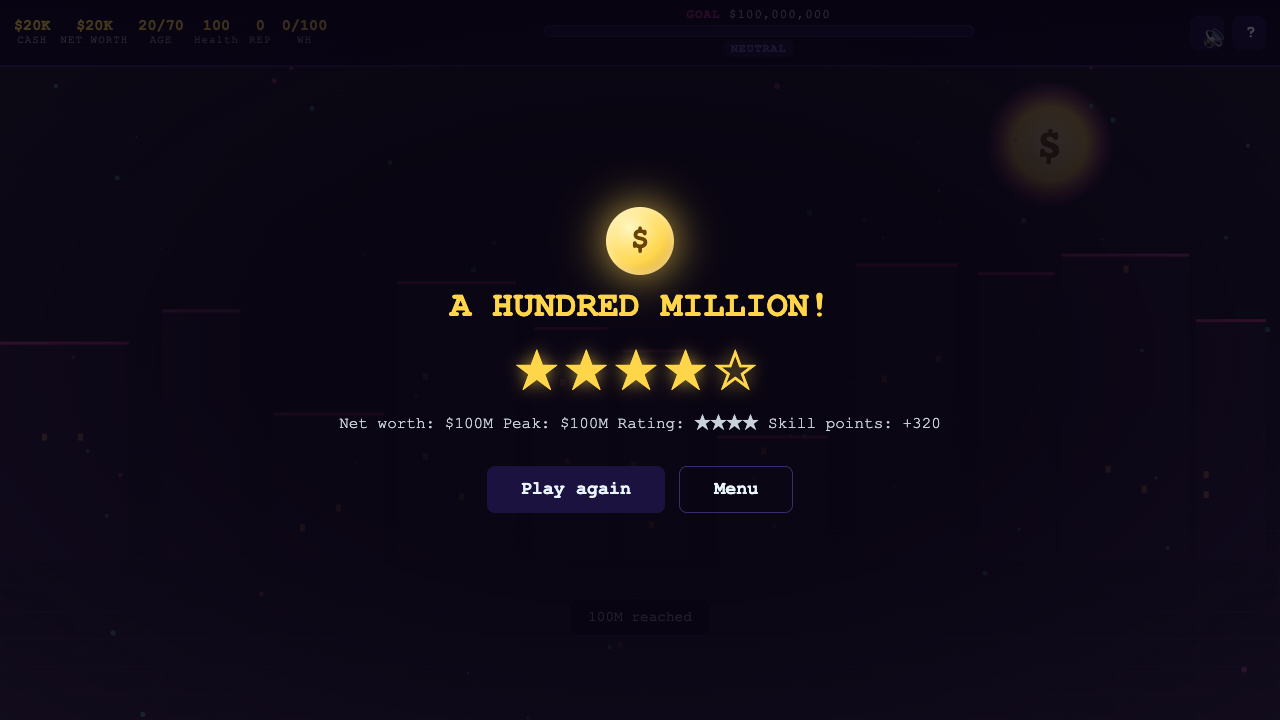 $20K $20K 20/70 100 0 0/100
CASH NET WORTH AGE Health REP WH
GOAL $100,000,000
NEUTRAL
?
$
$
A HUNDRED MILLION!
★★★★☆
Net worth: $100M Peak: $100M Rating: ★★★★ Skill points: +320
Play again Menu
100M reached